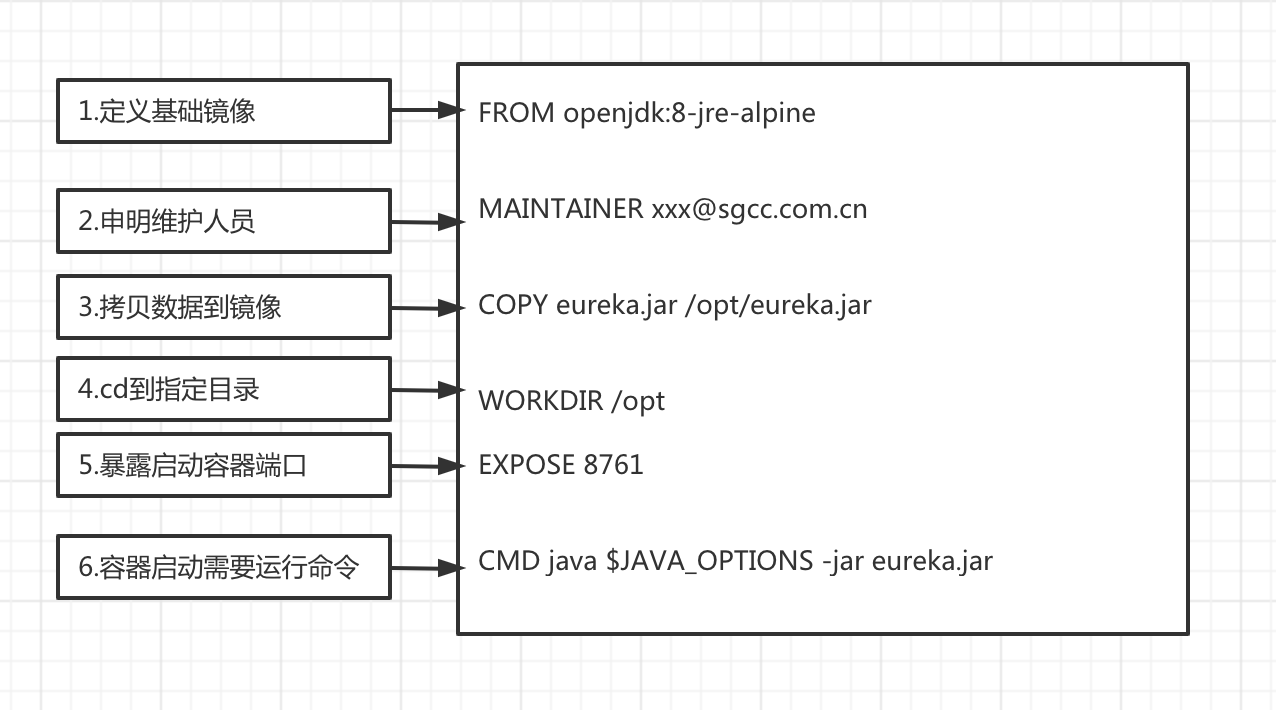 1.定义基础镜像
FROM openjdk:8-jre-alpine
2.申明维护人员
MAINTAINER xxx@sgcc.com.cn
3.拷贝数据到镜像
COPY eureka.jar /opt/eureka.jar
4.cd到指定目录
WORKDIR /opt
5.暴露启动容器端口
EXPOSE 8761
6.容器启动需要运行命令
CMD java $JAVA_OPTIONS -jar eureka.jar